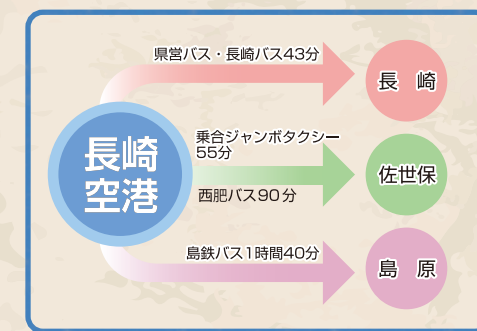 県営バス・長崎バス43分
長崎
長崎
空港
乗合ジャンボタクシー
55分
佐世保
西肥バス90分
島鉄バス1時間40分
島原